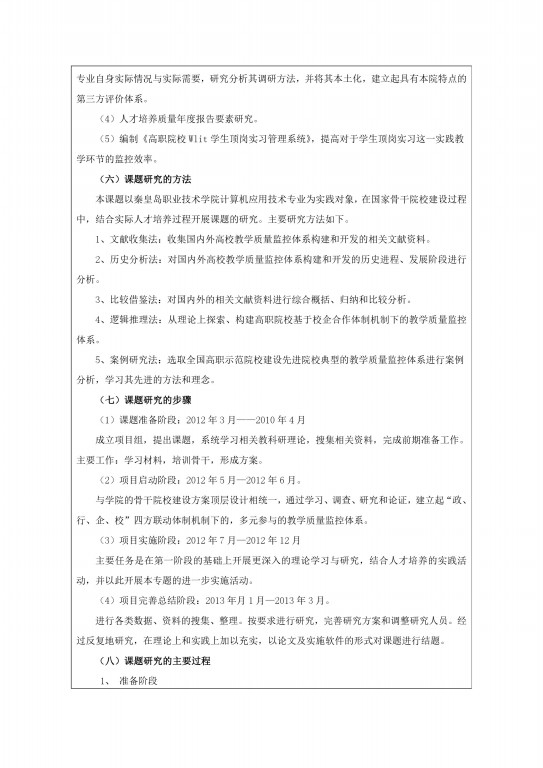 专业自身实际情况与实际需要，研究分析其调研方法，并将其本土化，建立起具有本院特点的
第三方评价体系。
（4）人才培养质量年度报告要素研究。
（5）编制《高职院校 Wlit 学生顶岗实习管理系统》，提高对于学生顶岗实习这一实践教
学环节的监控效率。
（六）课题研究的方法
本课题以秦皇岛职业技术学院计算机应用技术专业为实践对象，在国家骨干院校建设过程
中，结合实际人才培养过程开展课题的研究。主要研究方法如下。
1、文献收集法：收集国内外高校教学质量监控体系构建和开发的相关文献资料。
2、历史分析法：对国内外高校教学质量监控体系构建和开发的历史进程、发展阶段进行
分析。
3、比较借鉴法：对国内外的相关文献资料进行综合概括、归纳和比较分析。
4、逻辑推理法：从理论上探索、构建高职院校基于校企合作体制机制下的教学质量监控
体系。
5、案例研究法：选取全国高职示范院校建设先进院校典型的教学质量监控体系进行案例
分析，学习其先进的方法和理念。
（七）课题研究的步骤
（1）课题准备阶段：2012 年 3 月——2010 年 4 月
成立项目组，提出课题，系统学习相关教科研理论，搜集相关资料，完成前期准备工作。
主要工作：学习材料，培训骨干，形成方案。
（2）项目启动阶段：2012 年 5 月—2012 年 6 月。
与学院的骨干院校建设方案顶层设计相统一，通过学习、调查、研究和论证，建立起“政、
行、企、校”四方联动体制机制下的，多元参与的教学质量监控体系。
（3）项目实施阶段：2012 年 7 月—2012 年 12 月
主要任务是在第一阶段的基础上开展更深入的理论学习与研究，结合人才培养的实践活
动，并以此开展本专题的进一步实施活动。
（4）项目完善总结阶段：2013 年月 1 月—2013 年 3 月。
进行各类数据、资料的搜集、整理。按要求进行研究，完善研究方案和调整研究人员。经
过反复地研究，在理论上和实践上加以充实，以论文及实施软件的形式对课题进行结题。
（八）课题研究的主要过程
1、 准备阶段